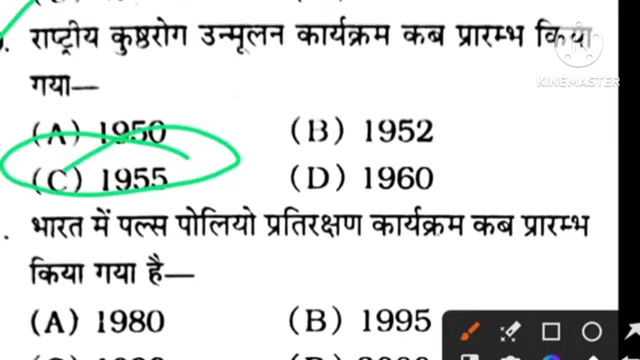 राष्ट्रीय कुष्ठरोग उन्मूलन कार्यक्रम कब प्रारम्भ किया
गया—
(A) 1950 (B) 1952
(C) 1955 (D) 1960
. भारत में पल्स पोलियो प्रतिरक्षण कार्यक्रम कब प्रारम्भ
किया गया है—
(A) 1980 (B) 1995
KINEMASTER